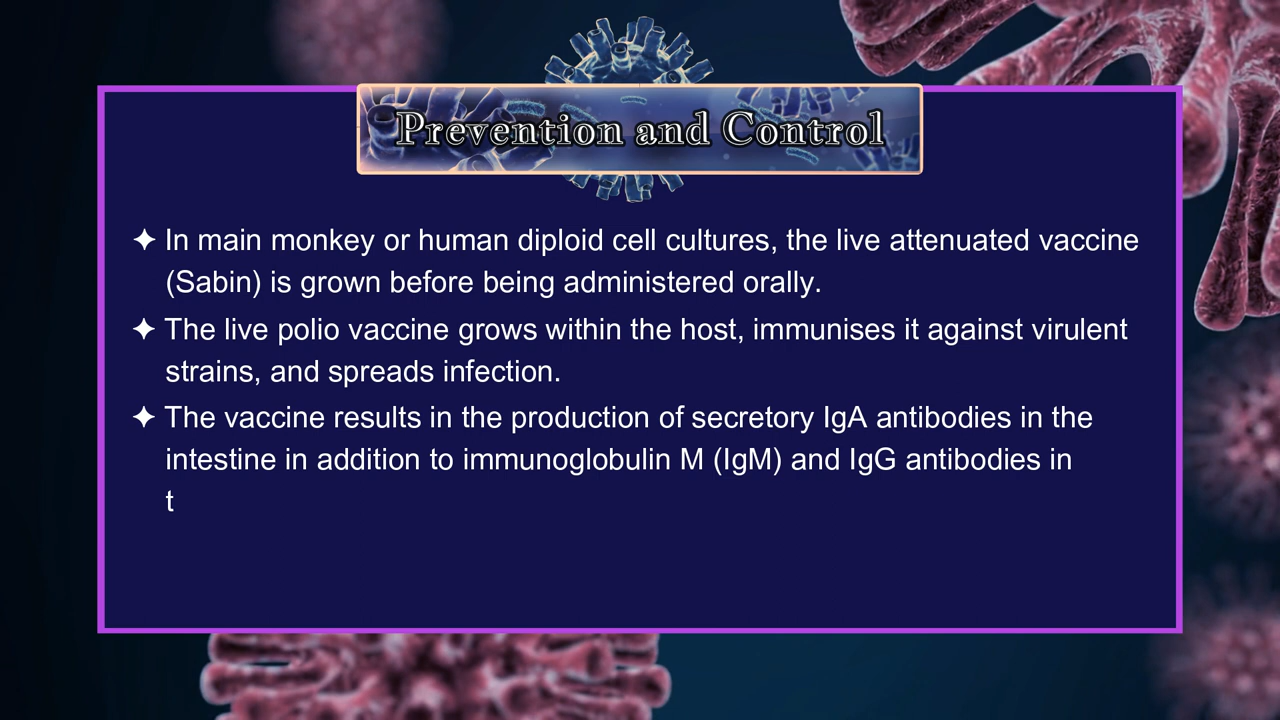 Prevention and Control
✦ In main monkey or human diploid cell cultures, the live attenuated vaccine
(Sabin) is grown before being administered orally.
✦ The live polio vaccine grows within the host, immunises it against virulent
strains, and spreads infection.
✦ The vaccine results in the production of secretory IgA antibodies in the
intestine in addition to immunoglobulin M (IgM) and IgG antibodies in
t